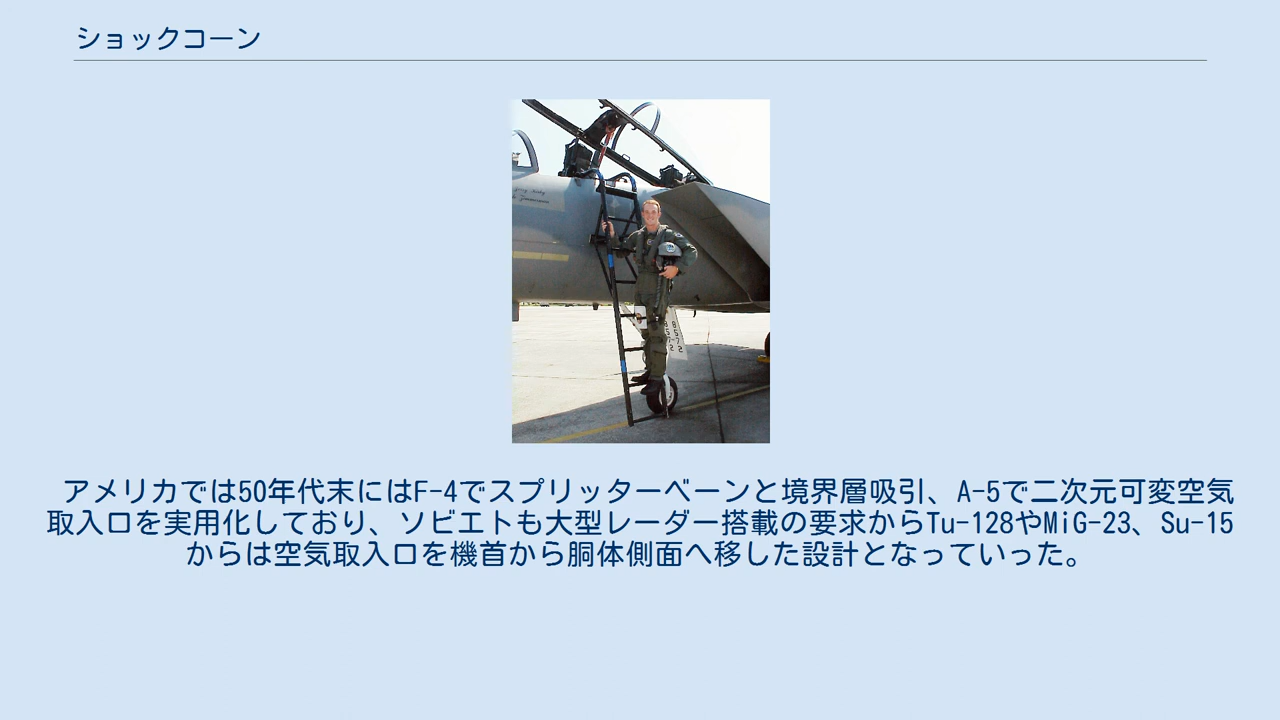 ショックコーン
アメリカでは50年代末にはF-4でスプリッターベーンと境界層吸引、A-5で二次元可変空気
取入口を実用化しており、ソビエトも大型レーダー搭載の要求からTu-128やMiG-23、Su-15
からは空気取入口を機首から胴体側面へ移した設計となっていった。